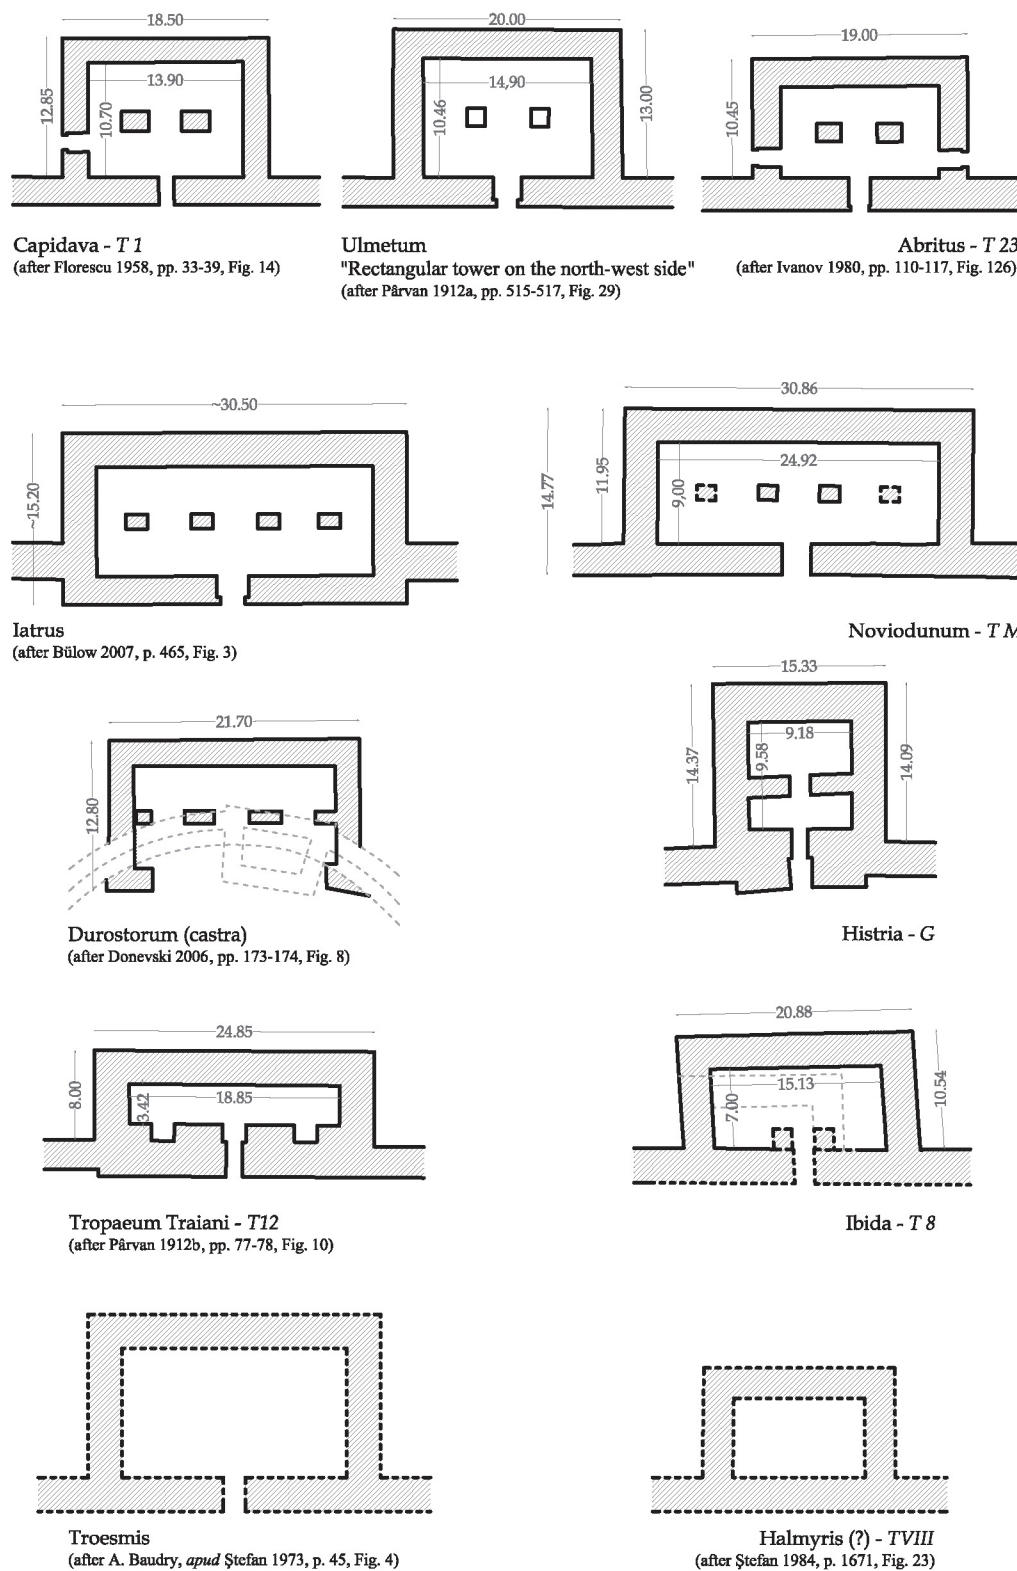 18.50
12.85
13.90
10.70
20.00
14,90
10.46
13.00
19.00
10.45
Capidava - T 1
(after Florescu 1958, pp. 33-39, Fig. 14)
Ulmetum
"Rectangular tower on the north-west side"
(after Pârvan 1912a, pp. 515-517, Fig. 29)
Abritus - T 23
(after Ivanov 1980, pp. 110-117, Fig. 126)
~30.50
~15.20
30.86
14.77
11.95
24.92
9,00
Iatrus
(after Bülow 2007, p. 465, Fig. 3)
Noviodunum - T M
21.70
12.80
15.33
14.37
9.18
9.58
14.09
Durostorum (castra)
(after Donevski 2006, pp. 173-174, Fig. 8)
Histria - G
24.85
8.00
3.42
18.85
20.88
15.13
7.00
10.54
Tropaeum Traiani - T12
(after Pârvan 1912b, pp. 77-78, Fig. 10)
Ibida - T 8
Troesmis
(after A. Baudry, apud Ştefan 1973, p. 45, Fig. 4)
Halmyris (?) - TVIII
(after Ştefan 1984, p. 1671, Fig. 23)